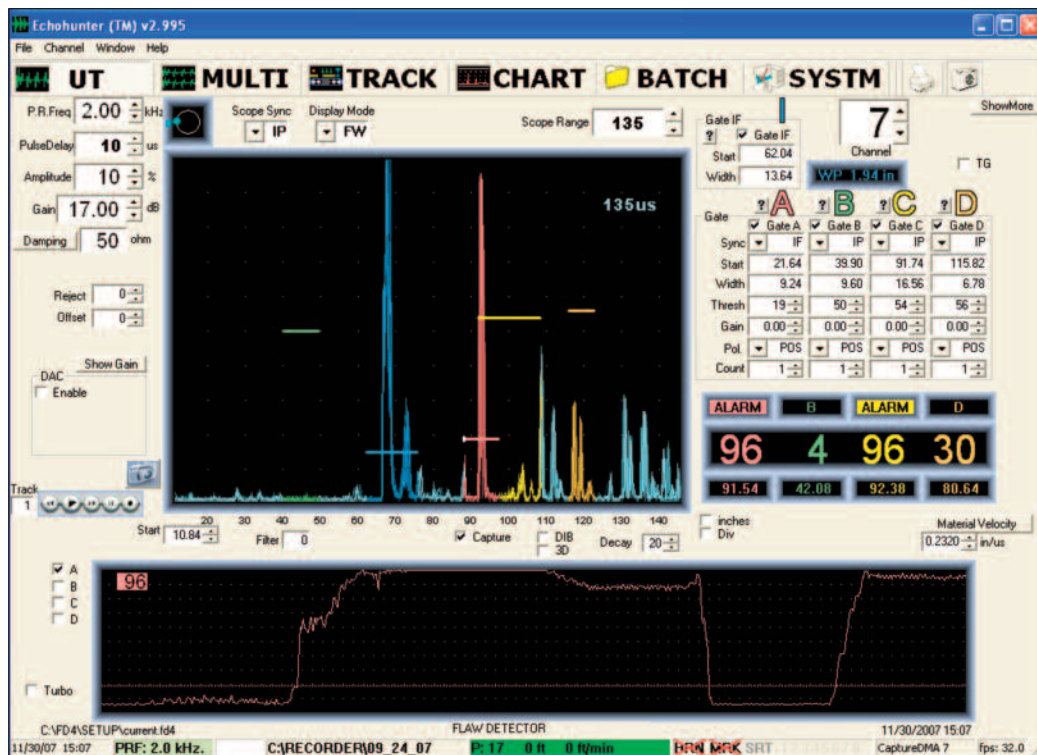 Echohunter (TM) v2.995
File Channel Window Help
UT MULTI TRACK CHART BATCH SYSTM
P.R.Freq 2.00 kHz
Scope Sync IP
Display Mode FW
Scope Range 135
Gate IF
? Gate IF
Start 62.04
Width 13.64
7
Channel
ShowMore
PulseDelay 10 us
WP 1.94 in
TG
Amplitude 10 %
Gain 17.00 dB
Damping 50 ohm
135us
? A ? B ? C ? D
Gate
Gate A Gate B Gate C Gate D
Sync IF IP IP IP
Start 21.64 39.90 91.74 115.82
Width 9.24 9.60 16.56 6.78
Thresh 19 50 54 56
Gain 0.00 0.00 0.00 0.00
Pol. POS POS POS POS
Count 1 1 1 1
Reject 0
Offset 0
Show Gain
DAC
Enable
ALARM B ALARM D
96 4 96 30
91.54 42.08 92.38 80.64
Track
1
20 30 40 50 60 70 80 90 100 110 120 130 140
Start 10.84
Filter 0
Capture
DIB
3D
Decay 20
inches
Div
Material Velocity
0.2320 in/us
A
B
C
D
96
Turbo
C:\FD4\SETUP\current.fd4
FLAW DETECTOR
11/30/2007 15:07
11/30/07 15:07 PRF: 2.0 kHz. C:\RECORDER\09_24_07 P: 17 0 ft 0 ft/min DRN MRK SRT CaptureDMA 7 fps: 32.0